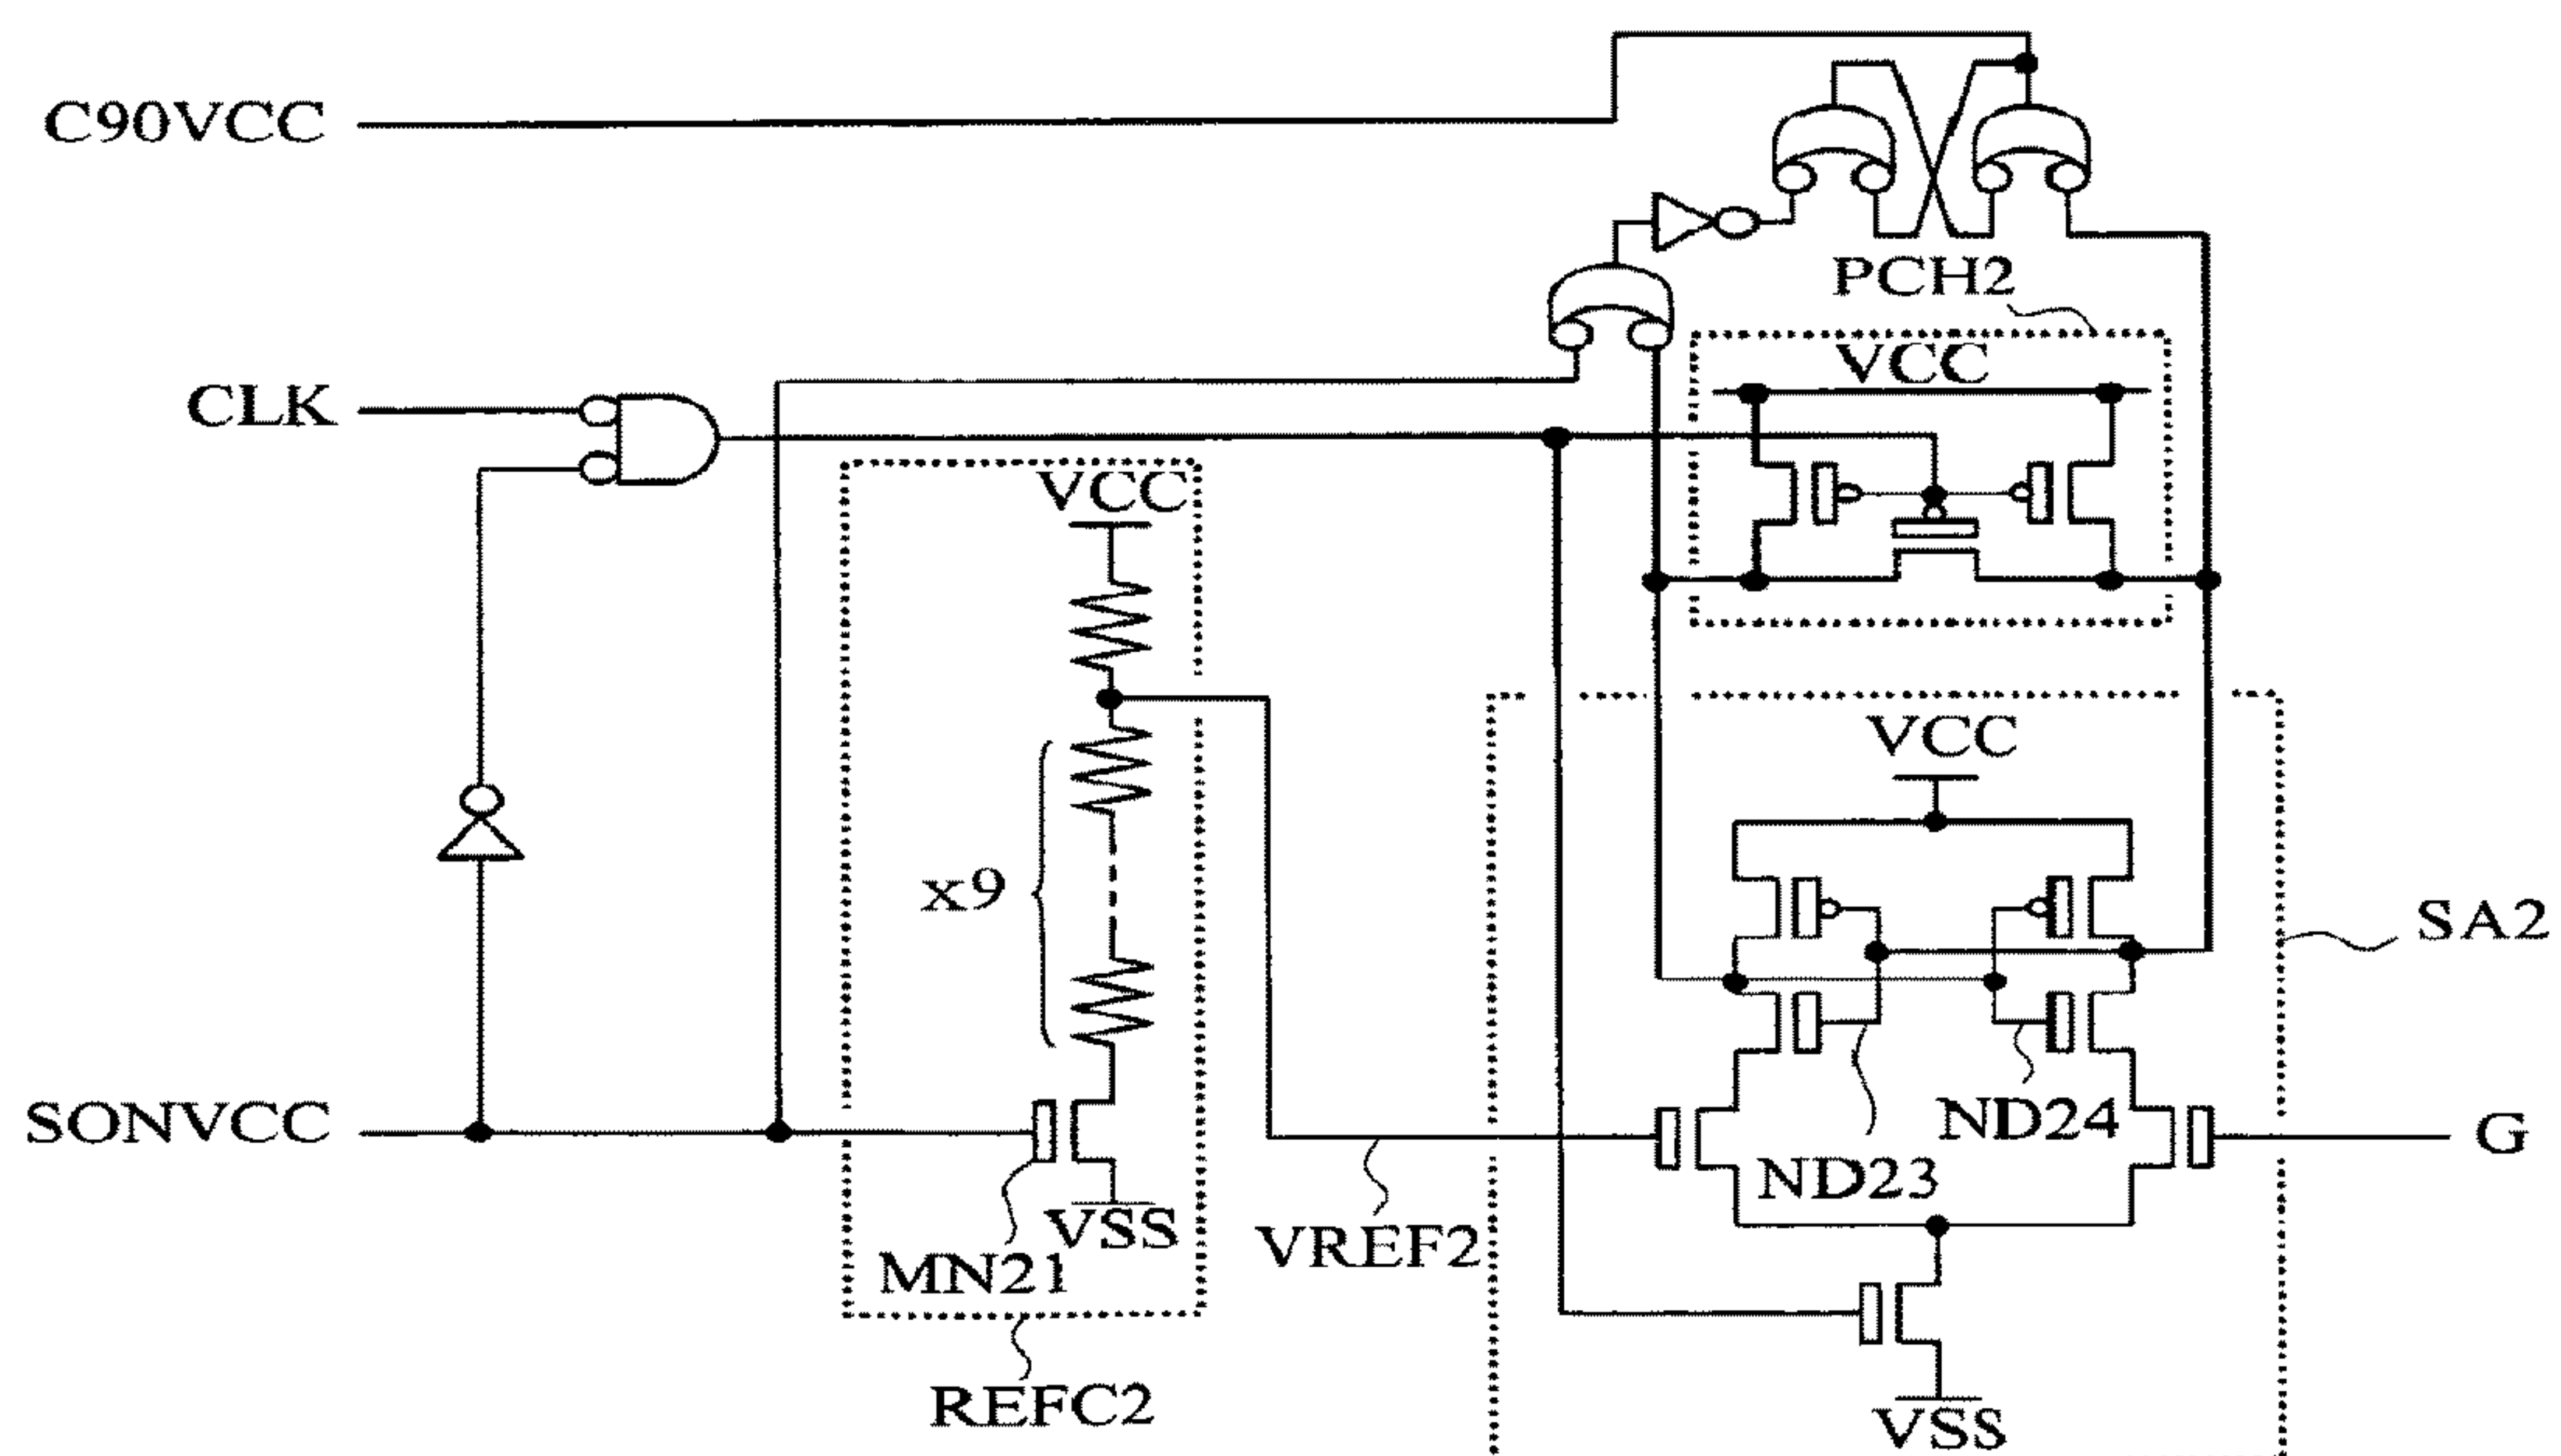 C90VCC
PCH2
VCC
CLK
VCC
VCC
x9
SA2
SONVCC
ND24
G
ND23
VSS
VREF2
MN21
REFC2
VSS